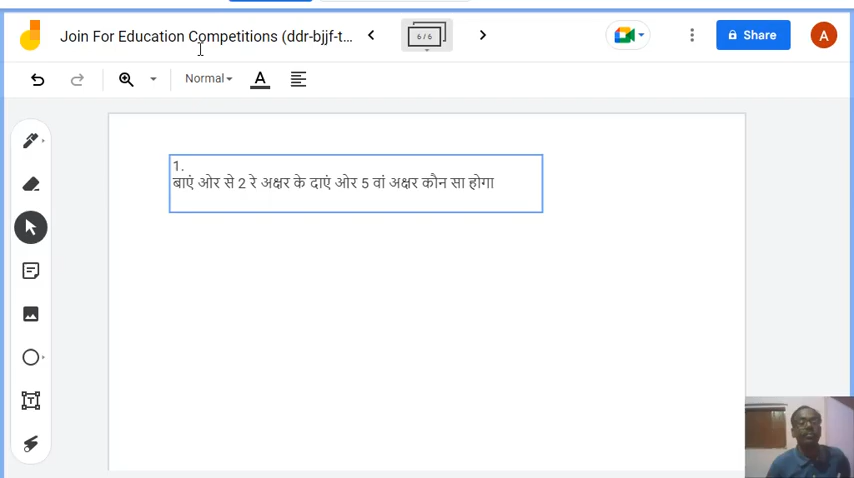 Join For Education Competitions (ddr-bjjf-t...
6 / 6
Share
A
Normal
A
1.
बाएं ओर से 2 रे अक्षर के दाएं ओर 5 वां अक्षर कौन सा होगा
T